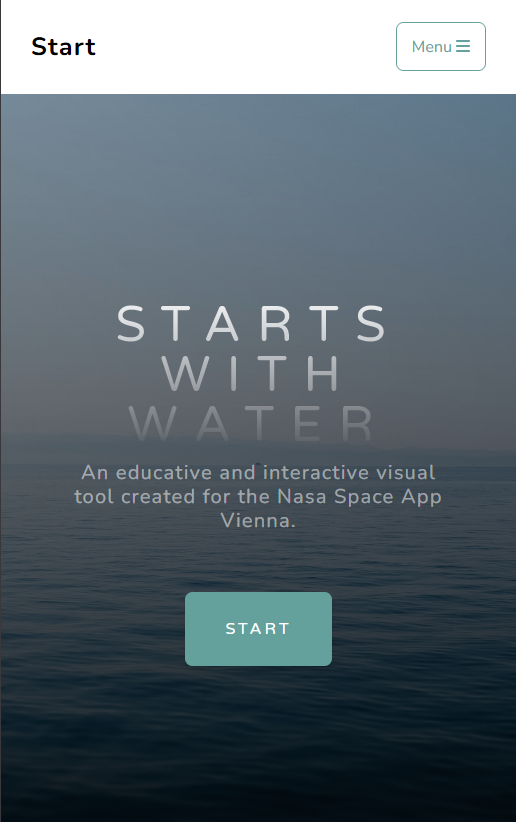 Start
Menu
STARTS
WITH
WATER
An educative and interactive visual
tool created for the Nasa Space App
Vienna.
START